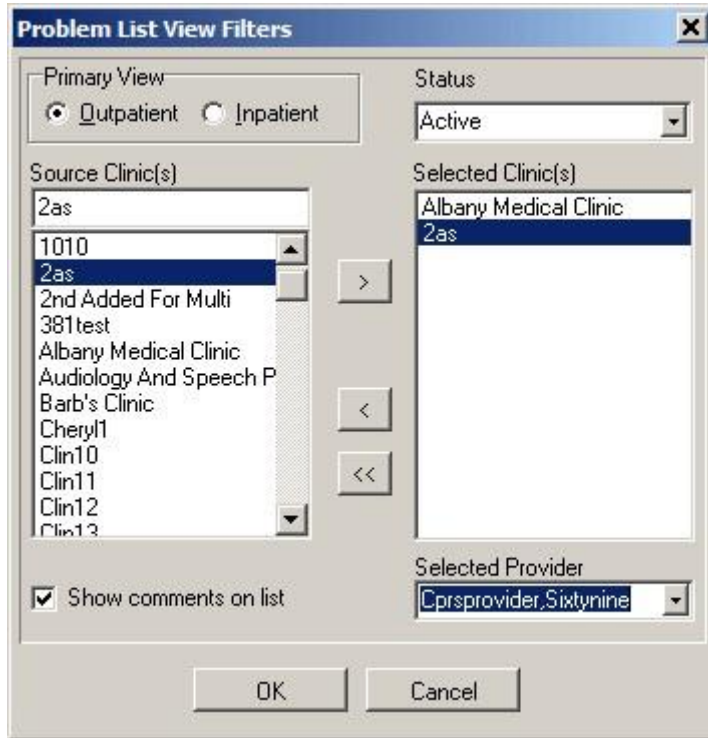 Problem List View Filters
Primary View
Outpatient Inpatient
Status
Active
Source Clinic(s)
2as
1010
2as
2nd Added For Multi
381test
Albany Medical Clinic
Audiology And Speech P
Barb's Clinic
Cheryl1
Clin10
Clin11
Clin12
Clin13
>
<
<<
Selected Clinic(s)
Albany Medical Clinic
2as
Show comments on list
Selected Provider
Cprsprovider,Sixtynine
OK
Cancel